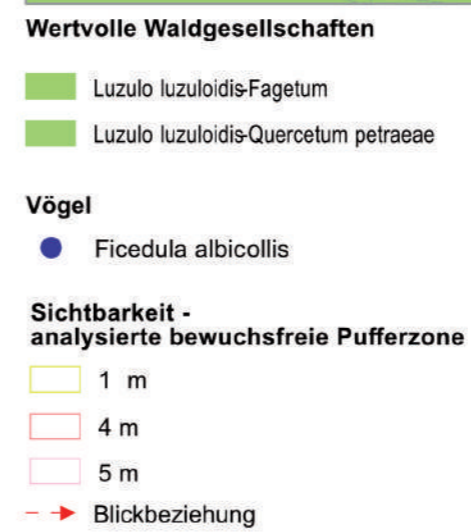 Wertvolle Waldgesellschaften
Luzulo luzuloidis-Fagetum
Luzulo luzuloidis-Quercetum petraeae
Vögel
Ficedula albicollis
Sichtbarkeit -
analysierte bewuchsfreie Pufferzone
1 m
4 m
5 m
Blickbeziehung